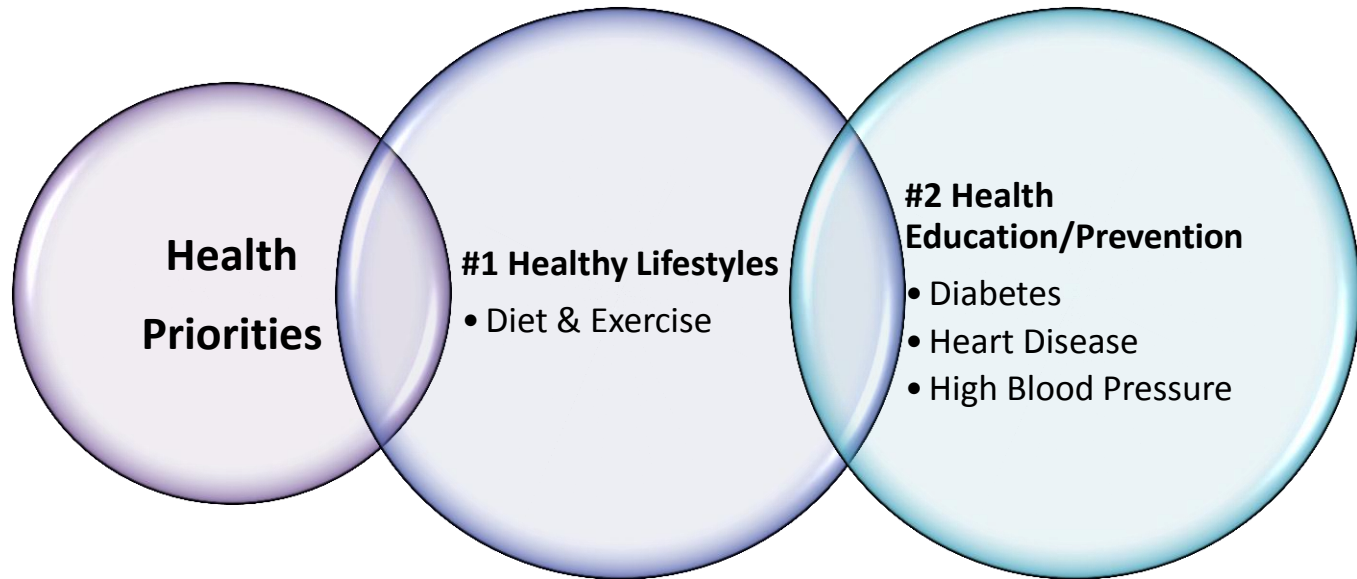 Health
Priorities
#1 Healthy Lifestyles
• Diet & Exercise
#2 Health
Education/Prevention
• Diabetes
• Heart Disease
• High Blood Pressure